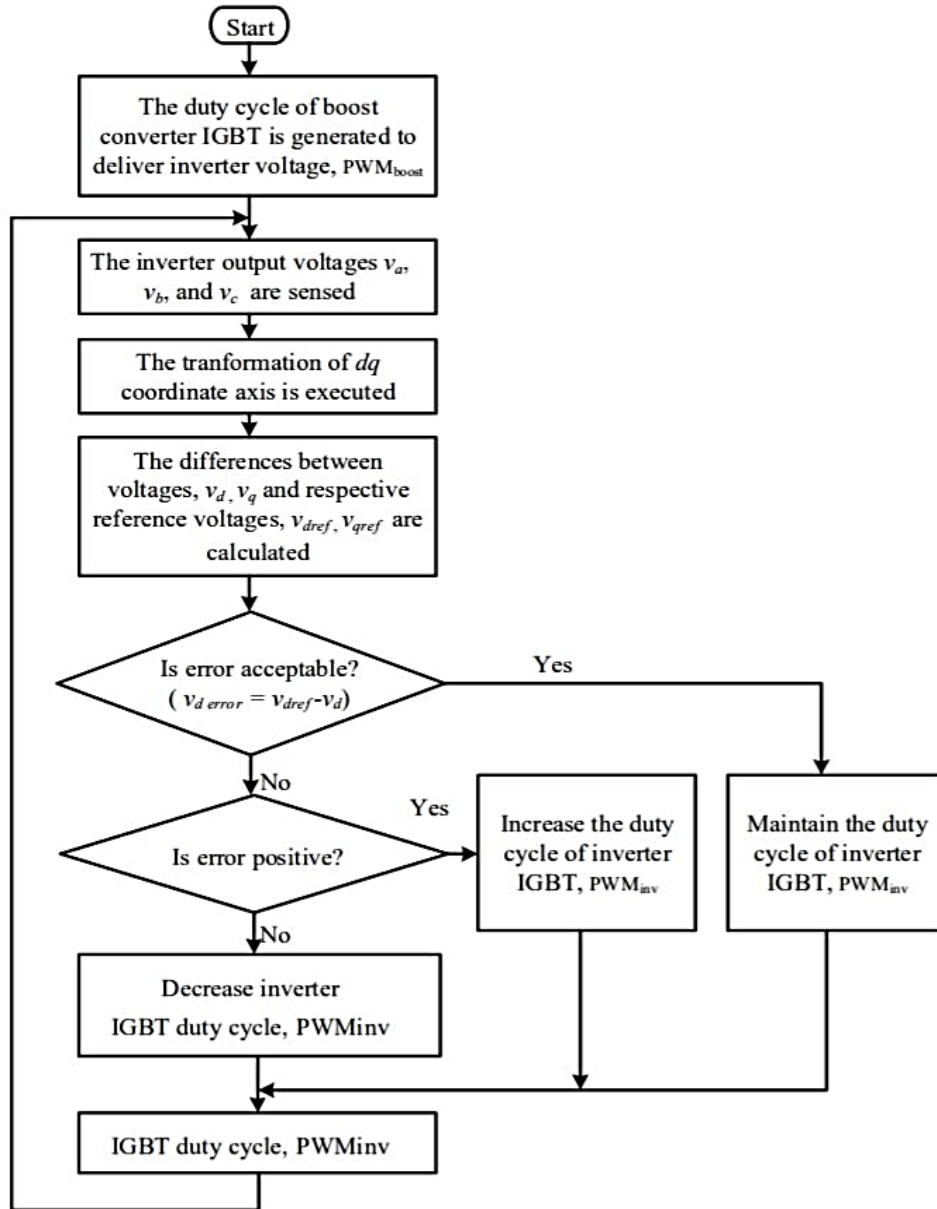 Start
The duty cycle of boost
converter IGBT is generated to
deliver inverter voltage, PWMboost
The inverter output voltages va,
vb, and vc are sensed
The tranformation of dq
coordinate axis is executed
The differences between
voltages, vd , vq and respective
reference voltages, vdref , vqref are
calculated
Is error acceptable?
( vd error = vdref-vd)
Yes
No
Is error positive?
Yes
Increase the duty
cycle of inverter
IGBT, PWMinv
Maintain the duty
cycle of inverter
IGBT, PWMinv
No
Decrease inverter
IGBT duty cycle, PWMinv
IGBT duty cycle, PWMinv